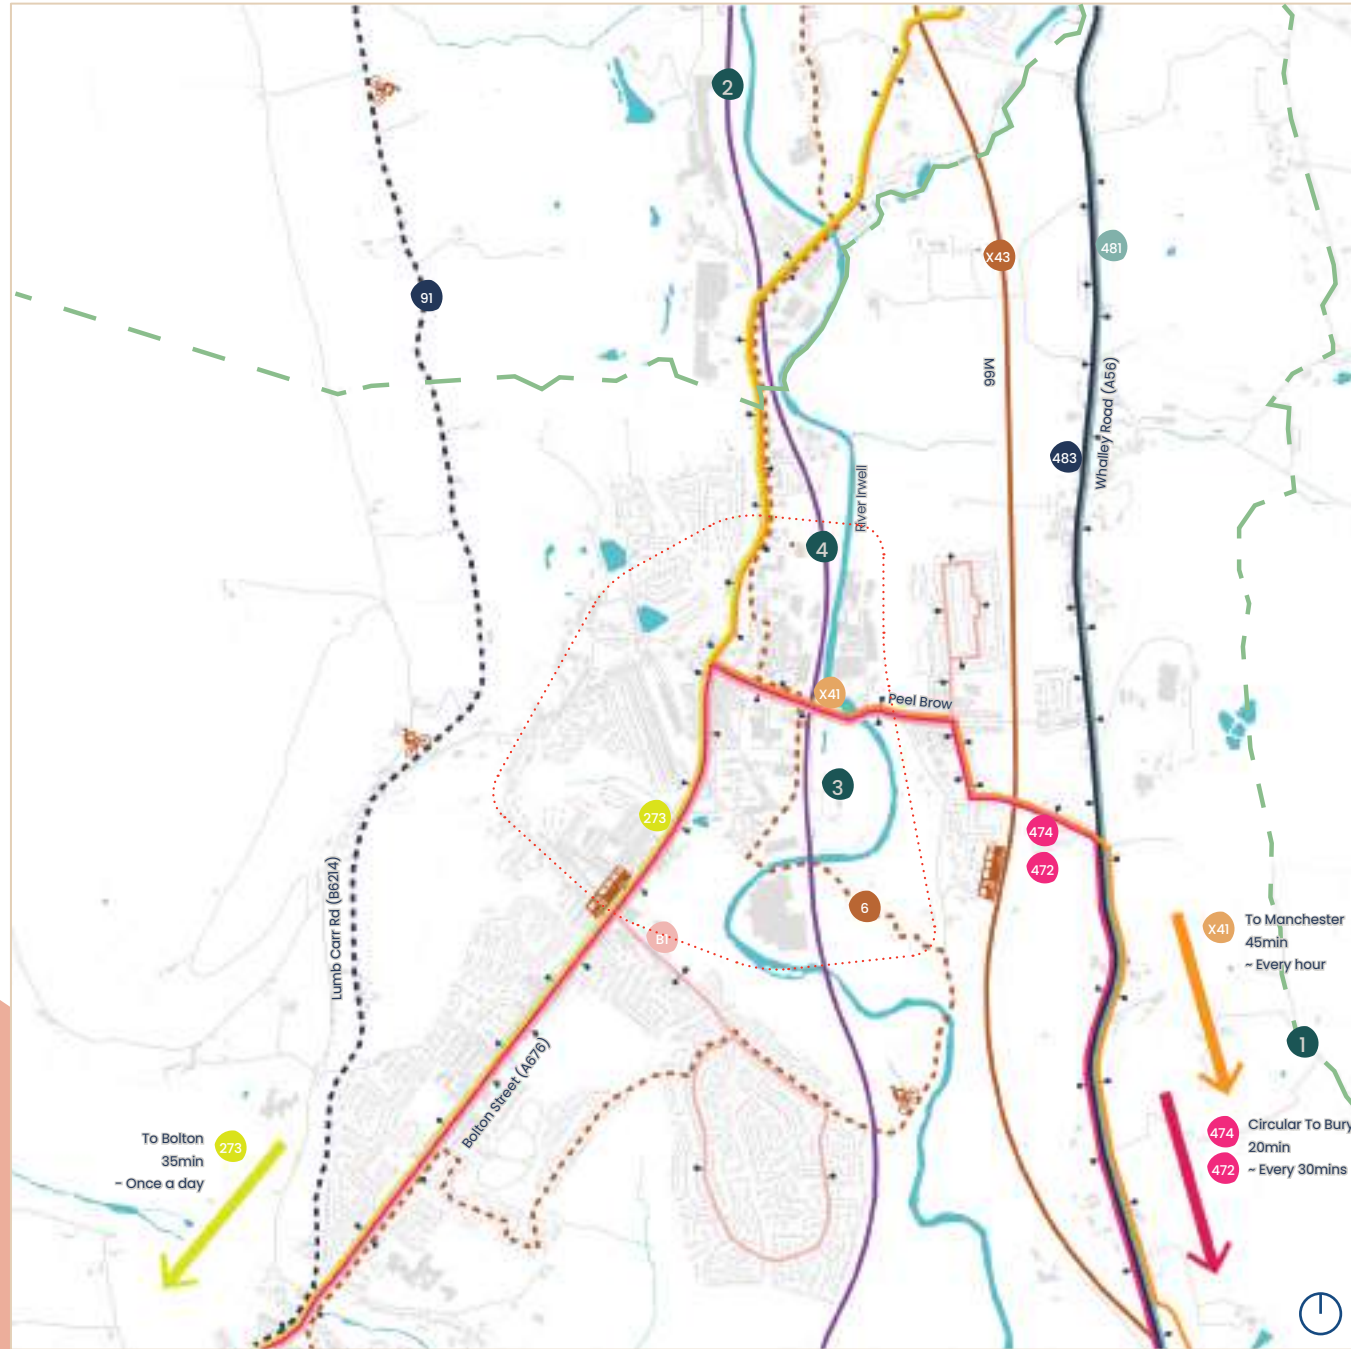 2
481
X43
91
M66
Whalley Road (A56)
483
River Irwell
4
X41
Peel Brow
3
273
474
472
Lumb Carr Rd (B6214)
6
B1
X41
To Manchester
45min
~ Every hour
1
Bolton Street (A676)
474
Circular To Bury
20min
472
~ Every 30mins
To Bolton
273
35min
~ Once a day